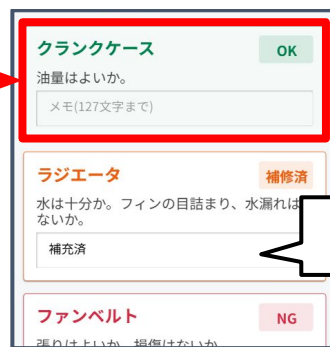 クランクケース OK
油量はよいか。
メモ(127文字まで)
ラジエータ 補修済
水は十分か。フィンの目詰まり、水漏れは
ないか。
補充済
ファンベルト NG
張りはよいか。損傷はないか。